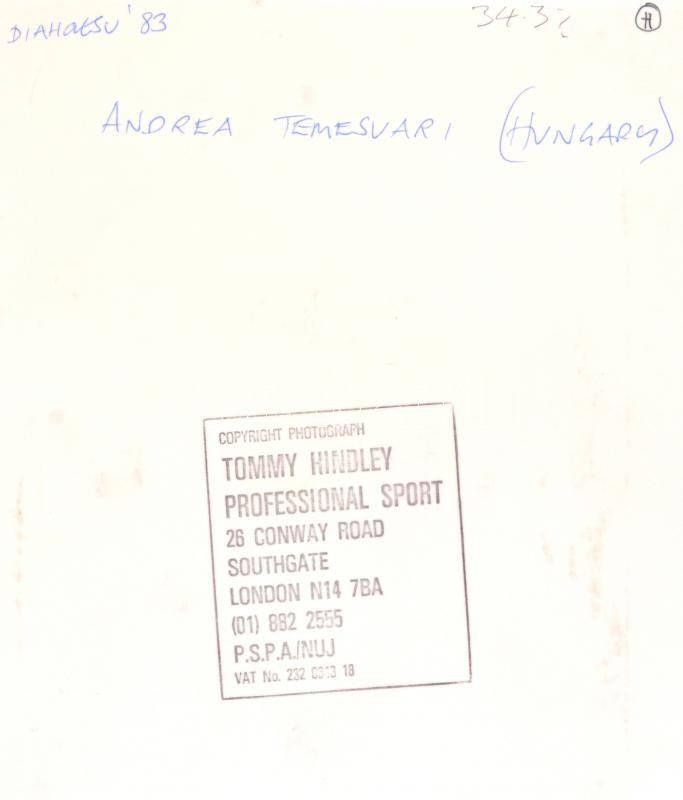 DIAHATSU '83
34.3
H
ANDREA TEMESVARI (HUNGARY)
COPYRIGHT PHOTOGRAPH
TOMMY HINDLEY
PROFESSIONAL SPORT
26 CONWAY ROAD
SOUTHGATE
LONDON N14 7BA
(01) 882 2555
P.S.P.A./NUJ
VAT No. 232 0313 18